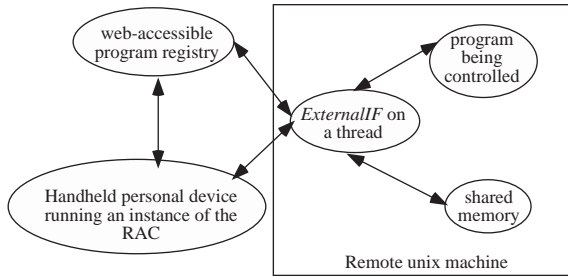 web-accessible
program registry
program
being
controlled
ExternalIF on
a thread
Handheld personal device
running an instance of the
RAC
shared
memory
Remote unix machine